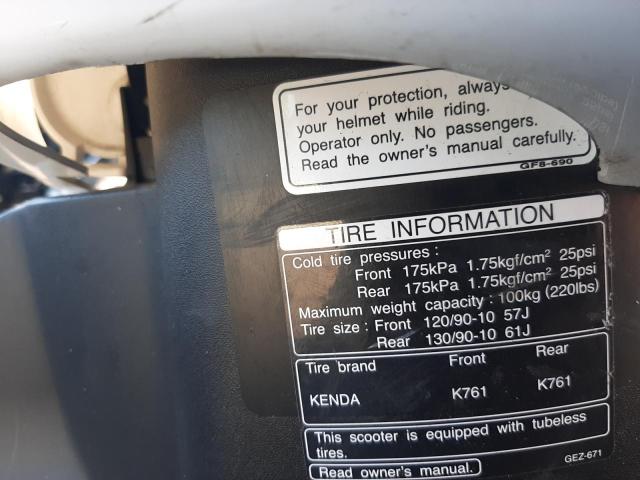 For your protection, always
your helmet while riding.
Operator only. No passengers.
Read the owner's manual carefully.
GF8-690
TIRE INFORMATION
Cold tire pressures :
Front 175kPa 1.75kgf/cm² 25psi
Rear 175kPa 1.75kgf/cm² 25psi
Maximum weight capacity : 100kg (220lbs)
Tire size : Front 120/90-10 57J
Rear 130/90-10 61J
Tire brand Front Rear
KENDA K761 K761
This scooter is equipped with tubeless
tires.
GEZ-671
Read owner's manual.